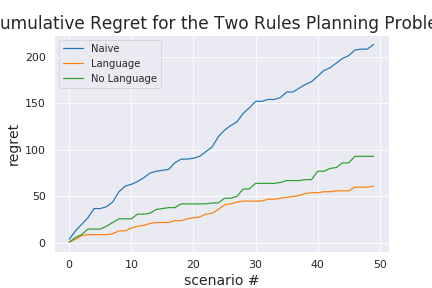 umulative Regret for the Two Rules Planning Proble
Naive
Language
No Language
200
150
100
50
0
regret
0 10 20 30 40 50
scenario #